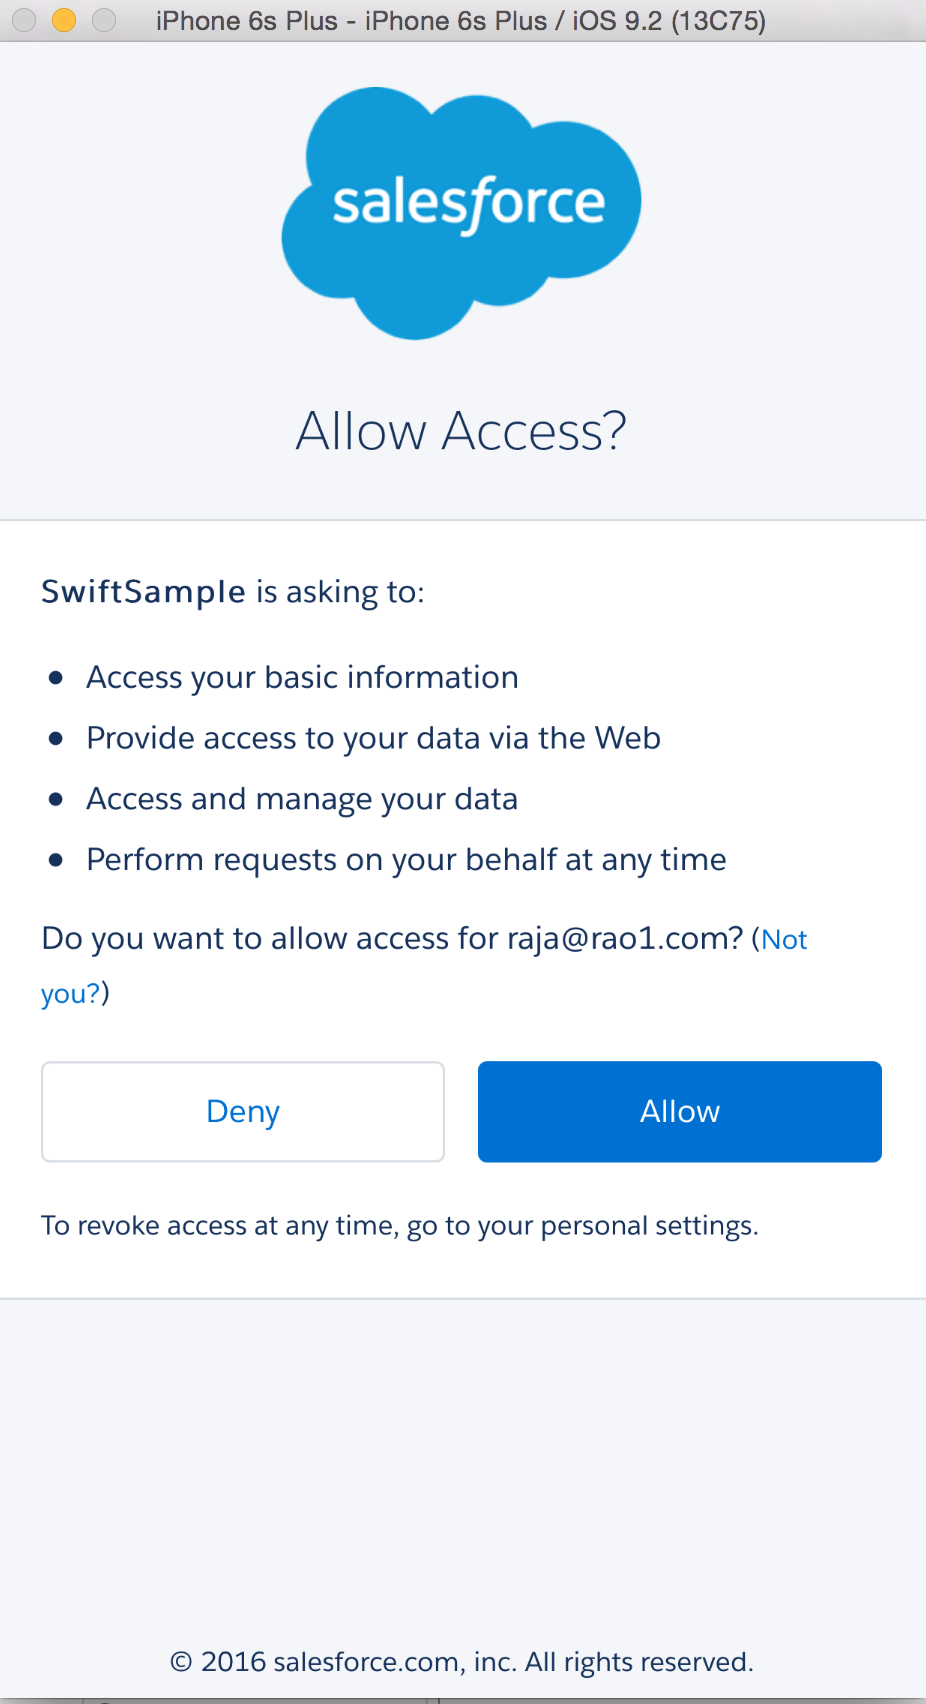 iPhone 6s Plus - iPhone 6s Plus / iOS 9.2 (13C75)
salesforce
Allow Access?
SwiftSample is asking to:
• Access your basic information
• Provide access to your data via the Web
• Access and manage your data
• Perform requests on your behalf at any time
Do you want to allow access for raja@rao1.com? (Not
you?)
Deny
Allow
To revoke access at any time, go to your personal settings.
© 2016 salesforce.com, inc. All rights reserved.